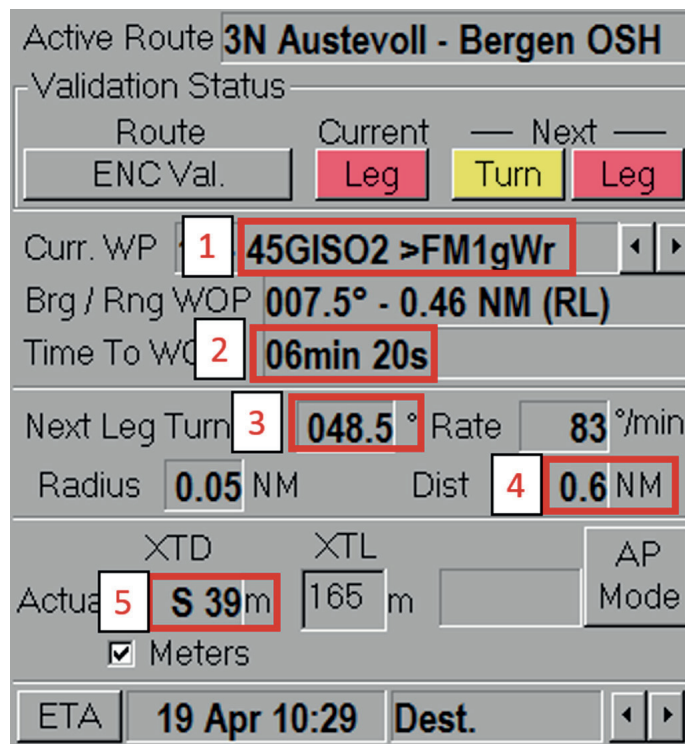 Active Route 3N Austevoll - Bergen OSH
Validation Status
Route Current — Next —
ENC Val. Leg Turn Leg
Curr. WP 1 45GISO2 >FM1gWr
Brg / Rng WOP 007.5° - 0.46 NM (RL)
Time To 2 06min 20s
Next Leg Turn 3 048.5 ° Rate 83 °/min
Radius 0.05 NM Dist 4 0.6 NM
XTD XTL AP
Actua 5 S 39 m 165 m Mode
Meters
ETA 19 Apr 10:29 Dest.